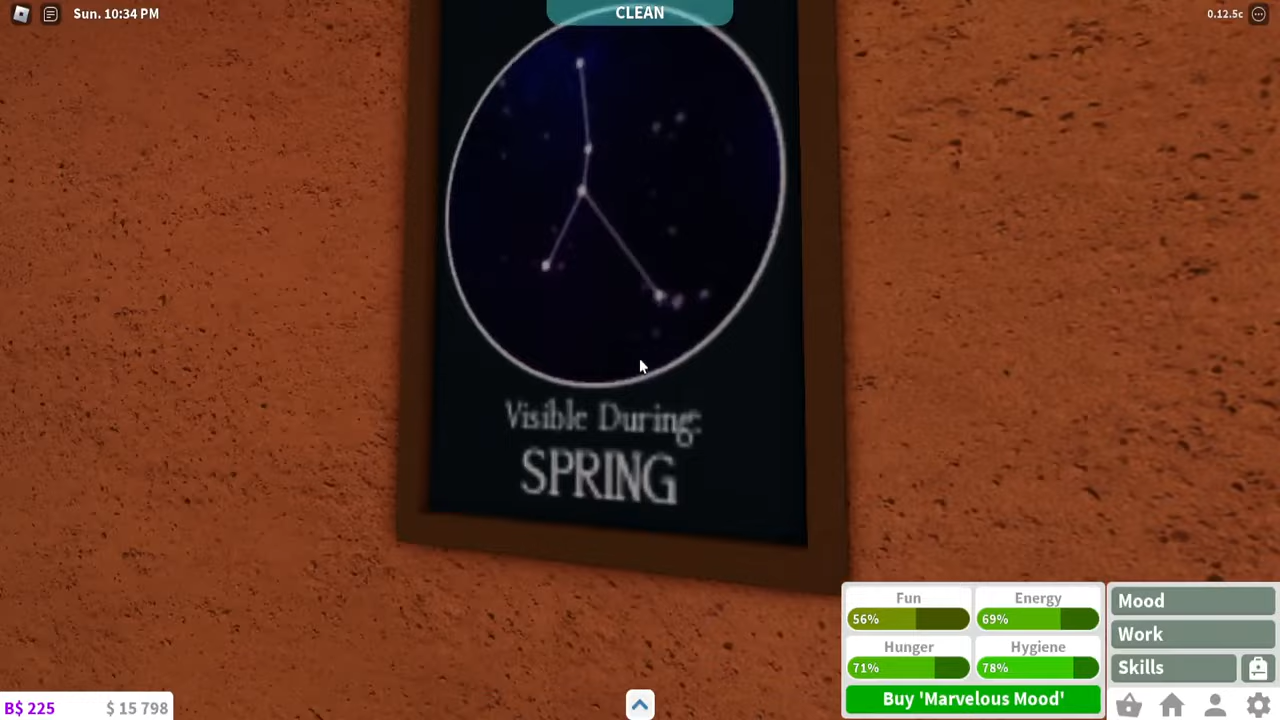 Sun. 10:34 PM
CLEAN
0.12.5c
Visible During:
SPRING
Fun
Energy
56%
69%
Hunger
Hygiene
71%
78%
Buy 'Marvelous Mood'
Mood
Work
Skills
B$ 225
$ 15 798